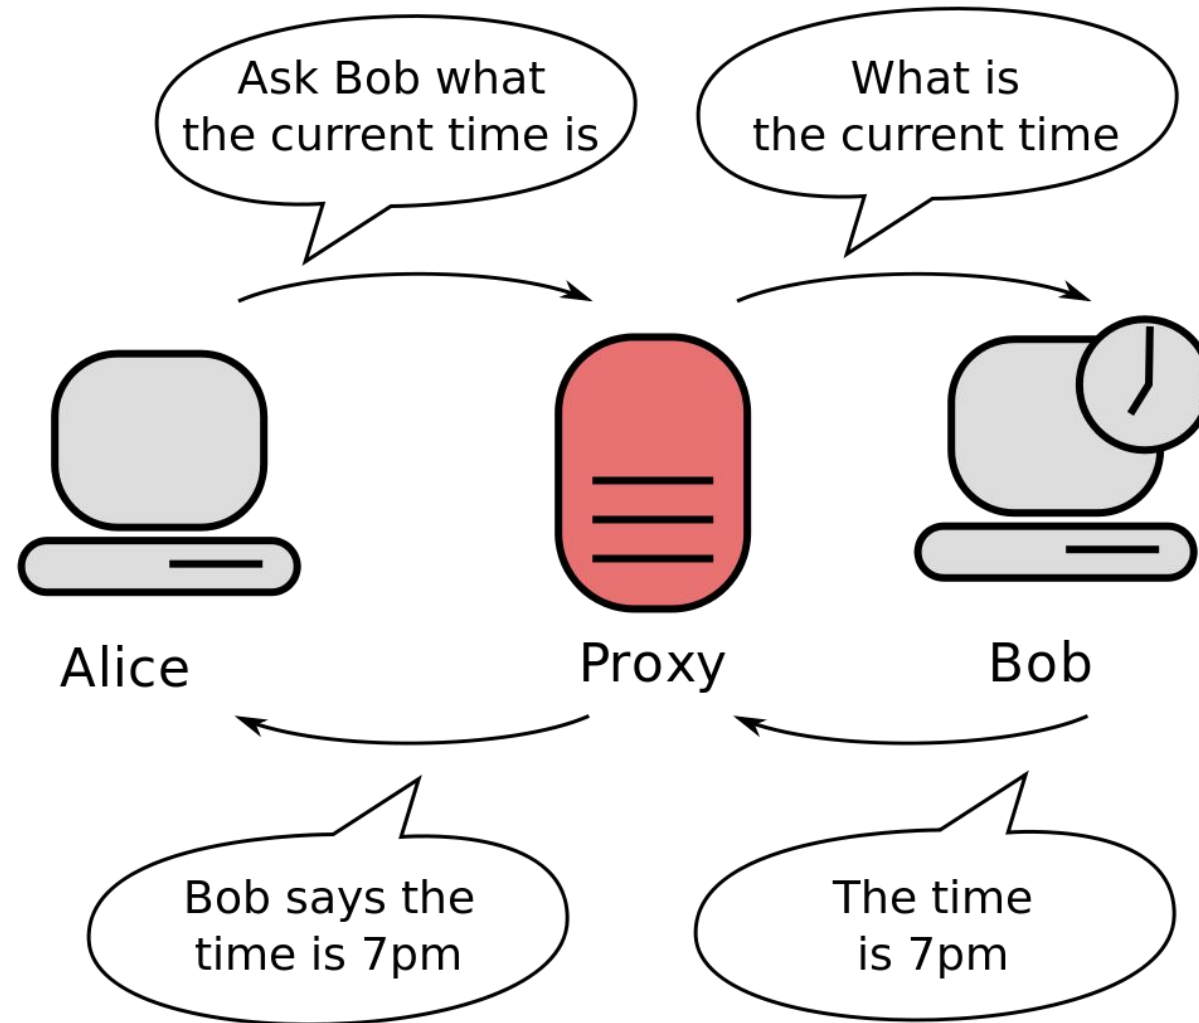 Ask Bob what
the current time is
What is
the current time
Alice
Proxy
Bob
Bob says the
time is 7pm
The time
is 7pm